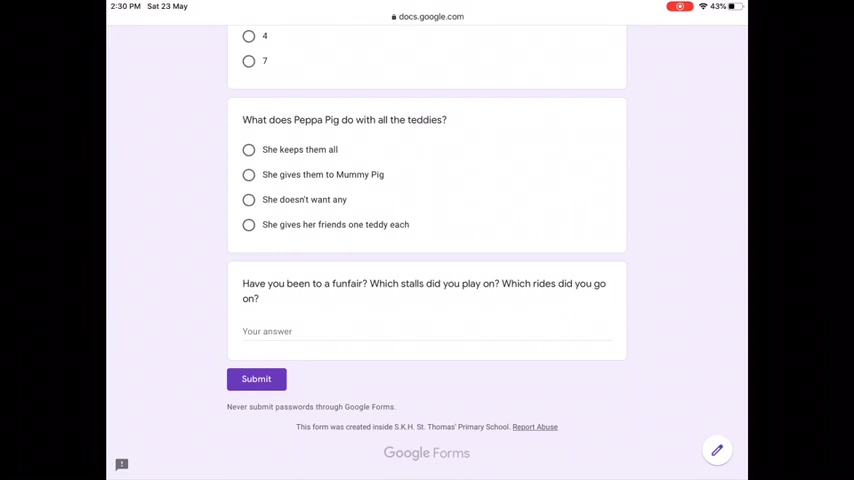 2:30 PM Sat 23 May
43%
docs.google.com
4
7
What does Peppa Pig do with all the teddies?
She keeps them all
She gives them to Mummy Pig
She doesn't want any
She gives her friends one teddy each
Have you been to a funfair? Which stalls did you play on? Which rides did you go
on?
Your answer
Submit
Never submit passwords through Google Forms.
This form was created inside S.K.H. St. Thomas' Primary School. Report Abuse
Google Forms